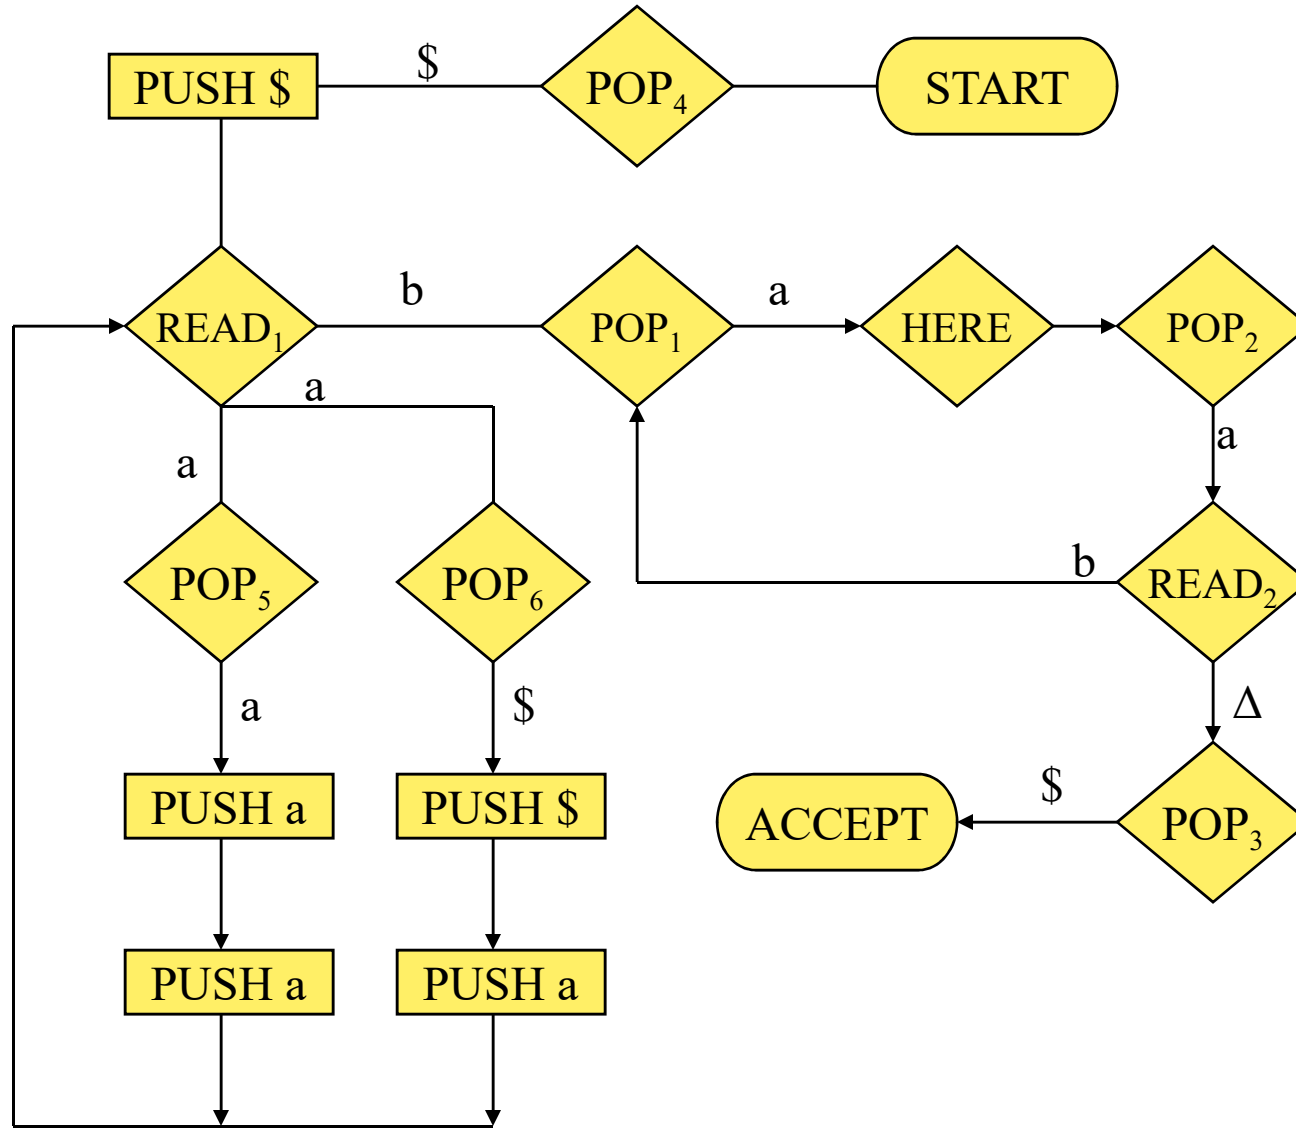 PUSH $
$
POP₄
START
READ₁
b
POP₁
a
HERE
POP₂
a
a
a
POP₅
POP₆
b
READ₂
a
$
Δ
PUSH a
PUSH $
ACCEPT
$
POP₃
PUSH a
PUSH a